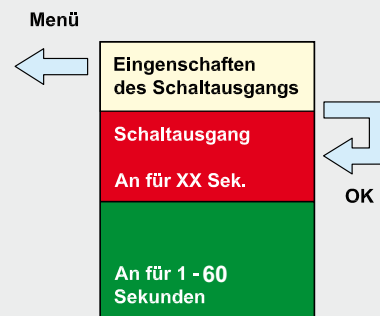 Menü
Eingenschaften
des Schaltausgangs
Schaltausgang
An für XX Sek.
OK
An für 1 - 60
Sekunden